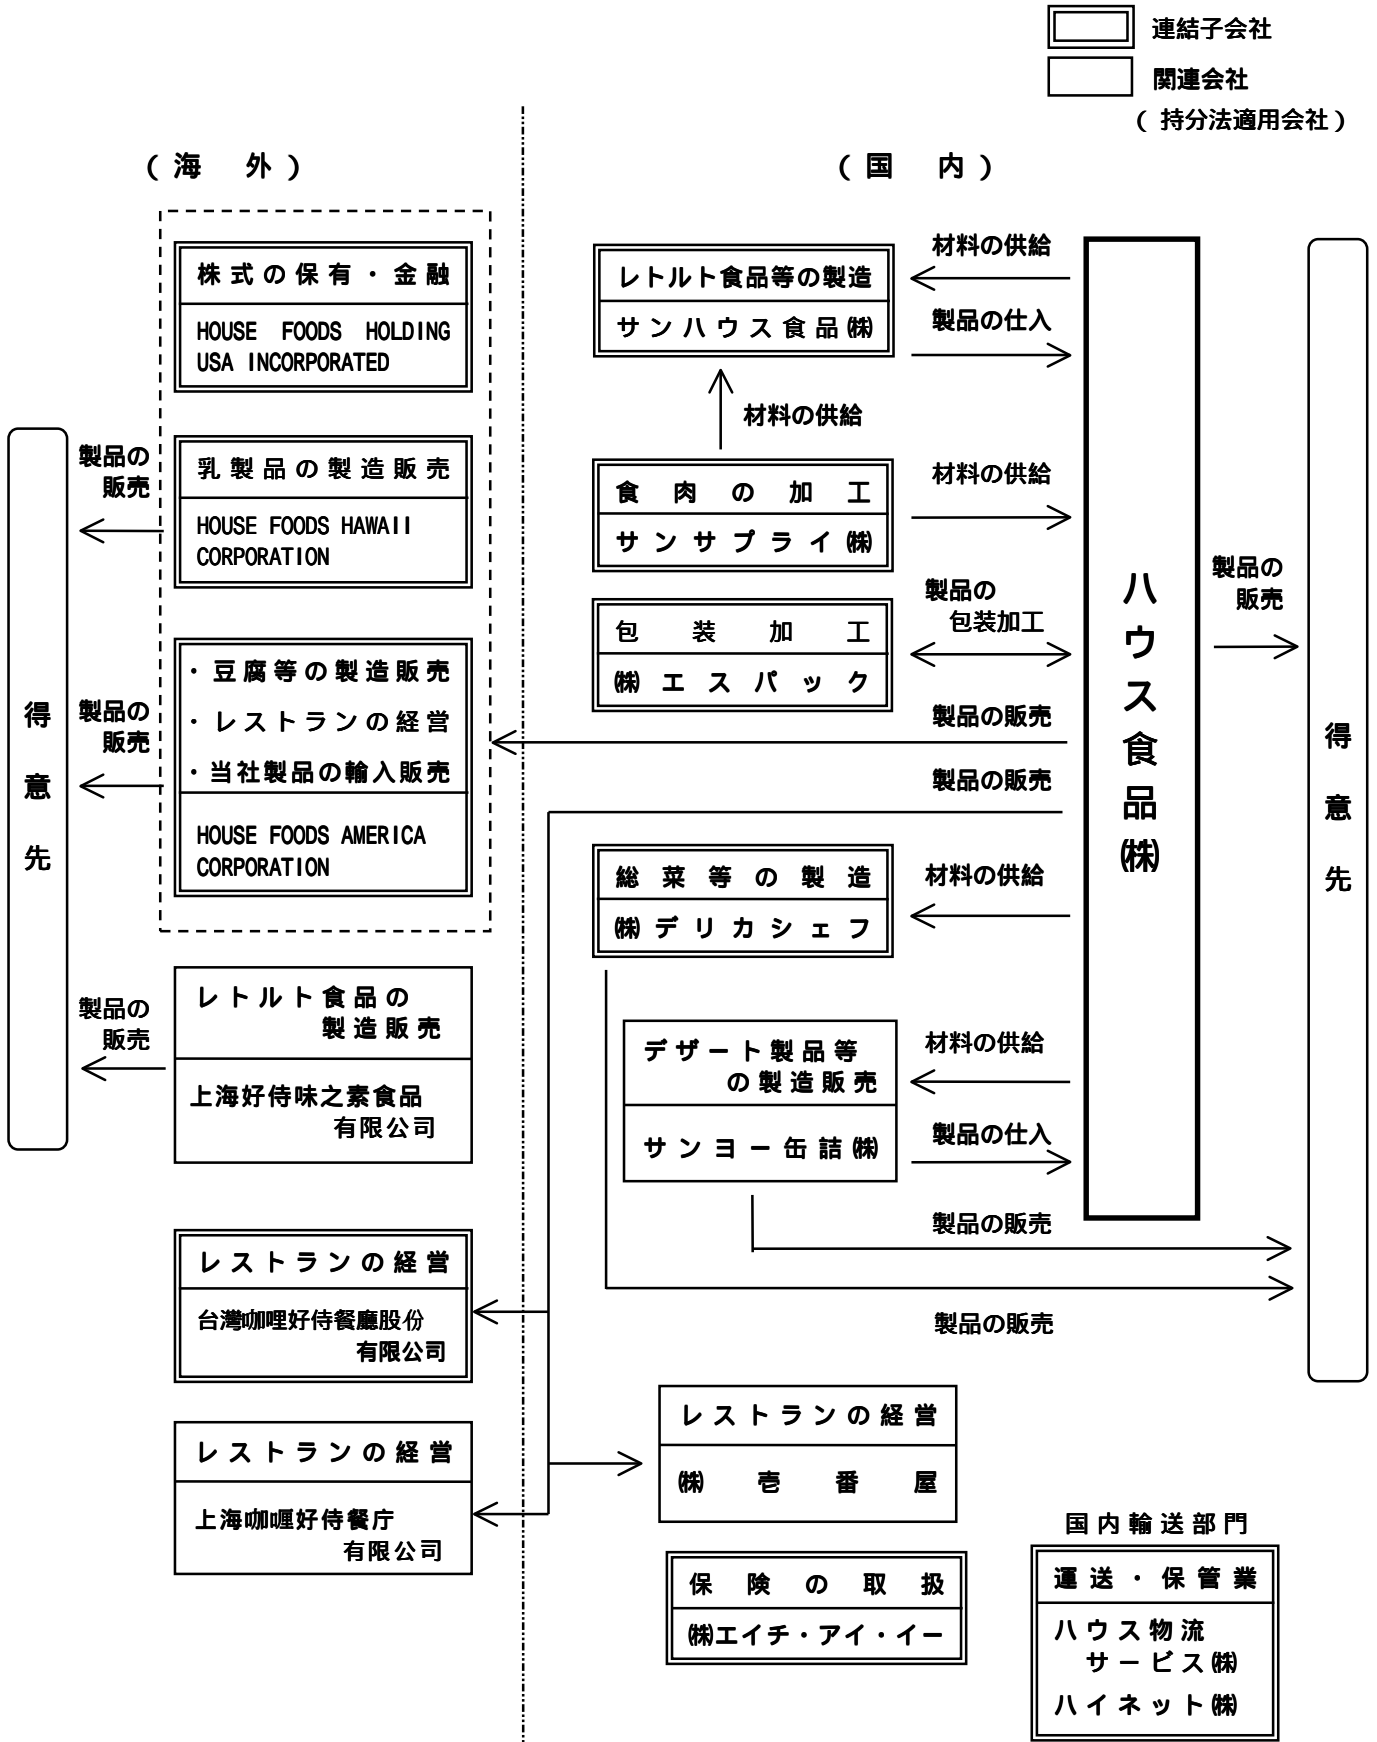 連結子会社
関連会社
( 持分法適用会社 )
( 海 外 )
( 国 内 )
株式の保有・金融
HOUSE FOODS HOLDING
USA INCORPORATED
乳製品の製造販売
HOUSE FOODS HAWAII
CORPORATION
・豆腐等の製造販売
・レストランの経営
・当社製品の輸入販売
HOUSE FOODS AMERICA
CORPORATION
レトルト食品の
製造販売
上海好侍味之素食品
有限公司
レストランの経営
台灣咖哩好侍餐廳股份
有限公司
レストランの経営
上海咖喱好侍餐庁
有限公司
製品の
販売
製品の
販売
製品の
販売
得意先
レトルト食品等の製造
サンハウス食品㈱
材料の供給
製品の仕入
材料の供給
食肉の加工
サンサプライ㈱
材料の供給
包装加工
㈱エスパック
製品の
包装加工
製品の販売
製品の販売
総菜等の製造
㈱デリカシェフ
材料の供給
デザート製品等
の製造販売
サンヨー缶詰㈱
材料の供給
製品の仕入
製品の販売
製品の販売
ハウス食品㈱
製品の
販売
得意先
レストランの経営
㈱壱番屋
保険の取扱
㈱エイチ・アイ・イー
国内輸送部門
運送・保管業
ハウス物流
サービス㈱
ハイネット㈱